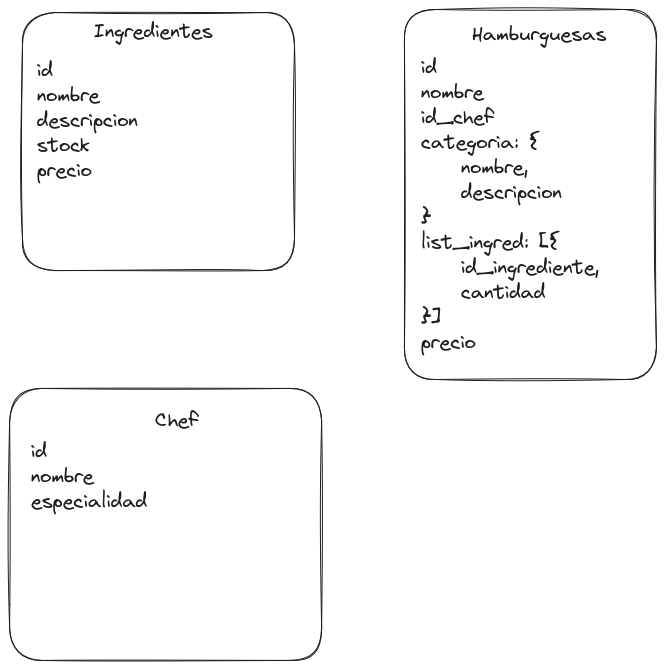 Ingredientes
id
nombre
descripcion
stock
precio
Hamburguesas
id
nombre
id_chef
categoria: {
nombre,
descripcion
}
list_ingred: [{
id_ingrediente,
cantidad
}]
precio
Chef
id
nombre
especialidad